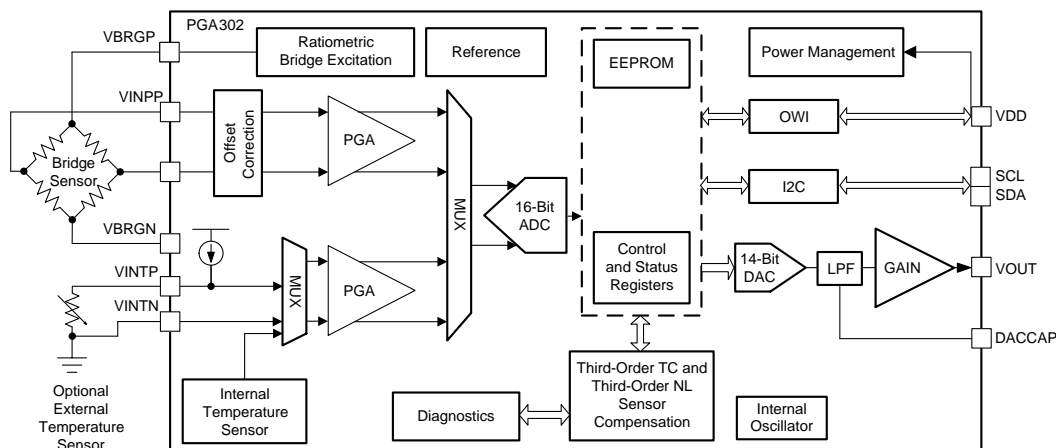 PGA302
VBRGP
Ratiometric
Bridge Excitation
Reference
EEPROM
Power Management
VINPP
Offset
Correction
PGA
OWI
VDD
Bridge
Sensor
MUX
16-Bit
ADC
I2C
SCL
SDA
VBRGN
Control
and Status
Registers
14-Bit
DAC
LPF
GAIN
VOUT
VINTP
MUX
PGA
VINTN
DACCAP
Optional
External
Temperature
Sensor
Internal
Temperature
Sensor
Diagnostics
Third-Order TC and
Third-Order NL
Sensor
Compensation
Internal
Oscillator